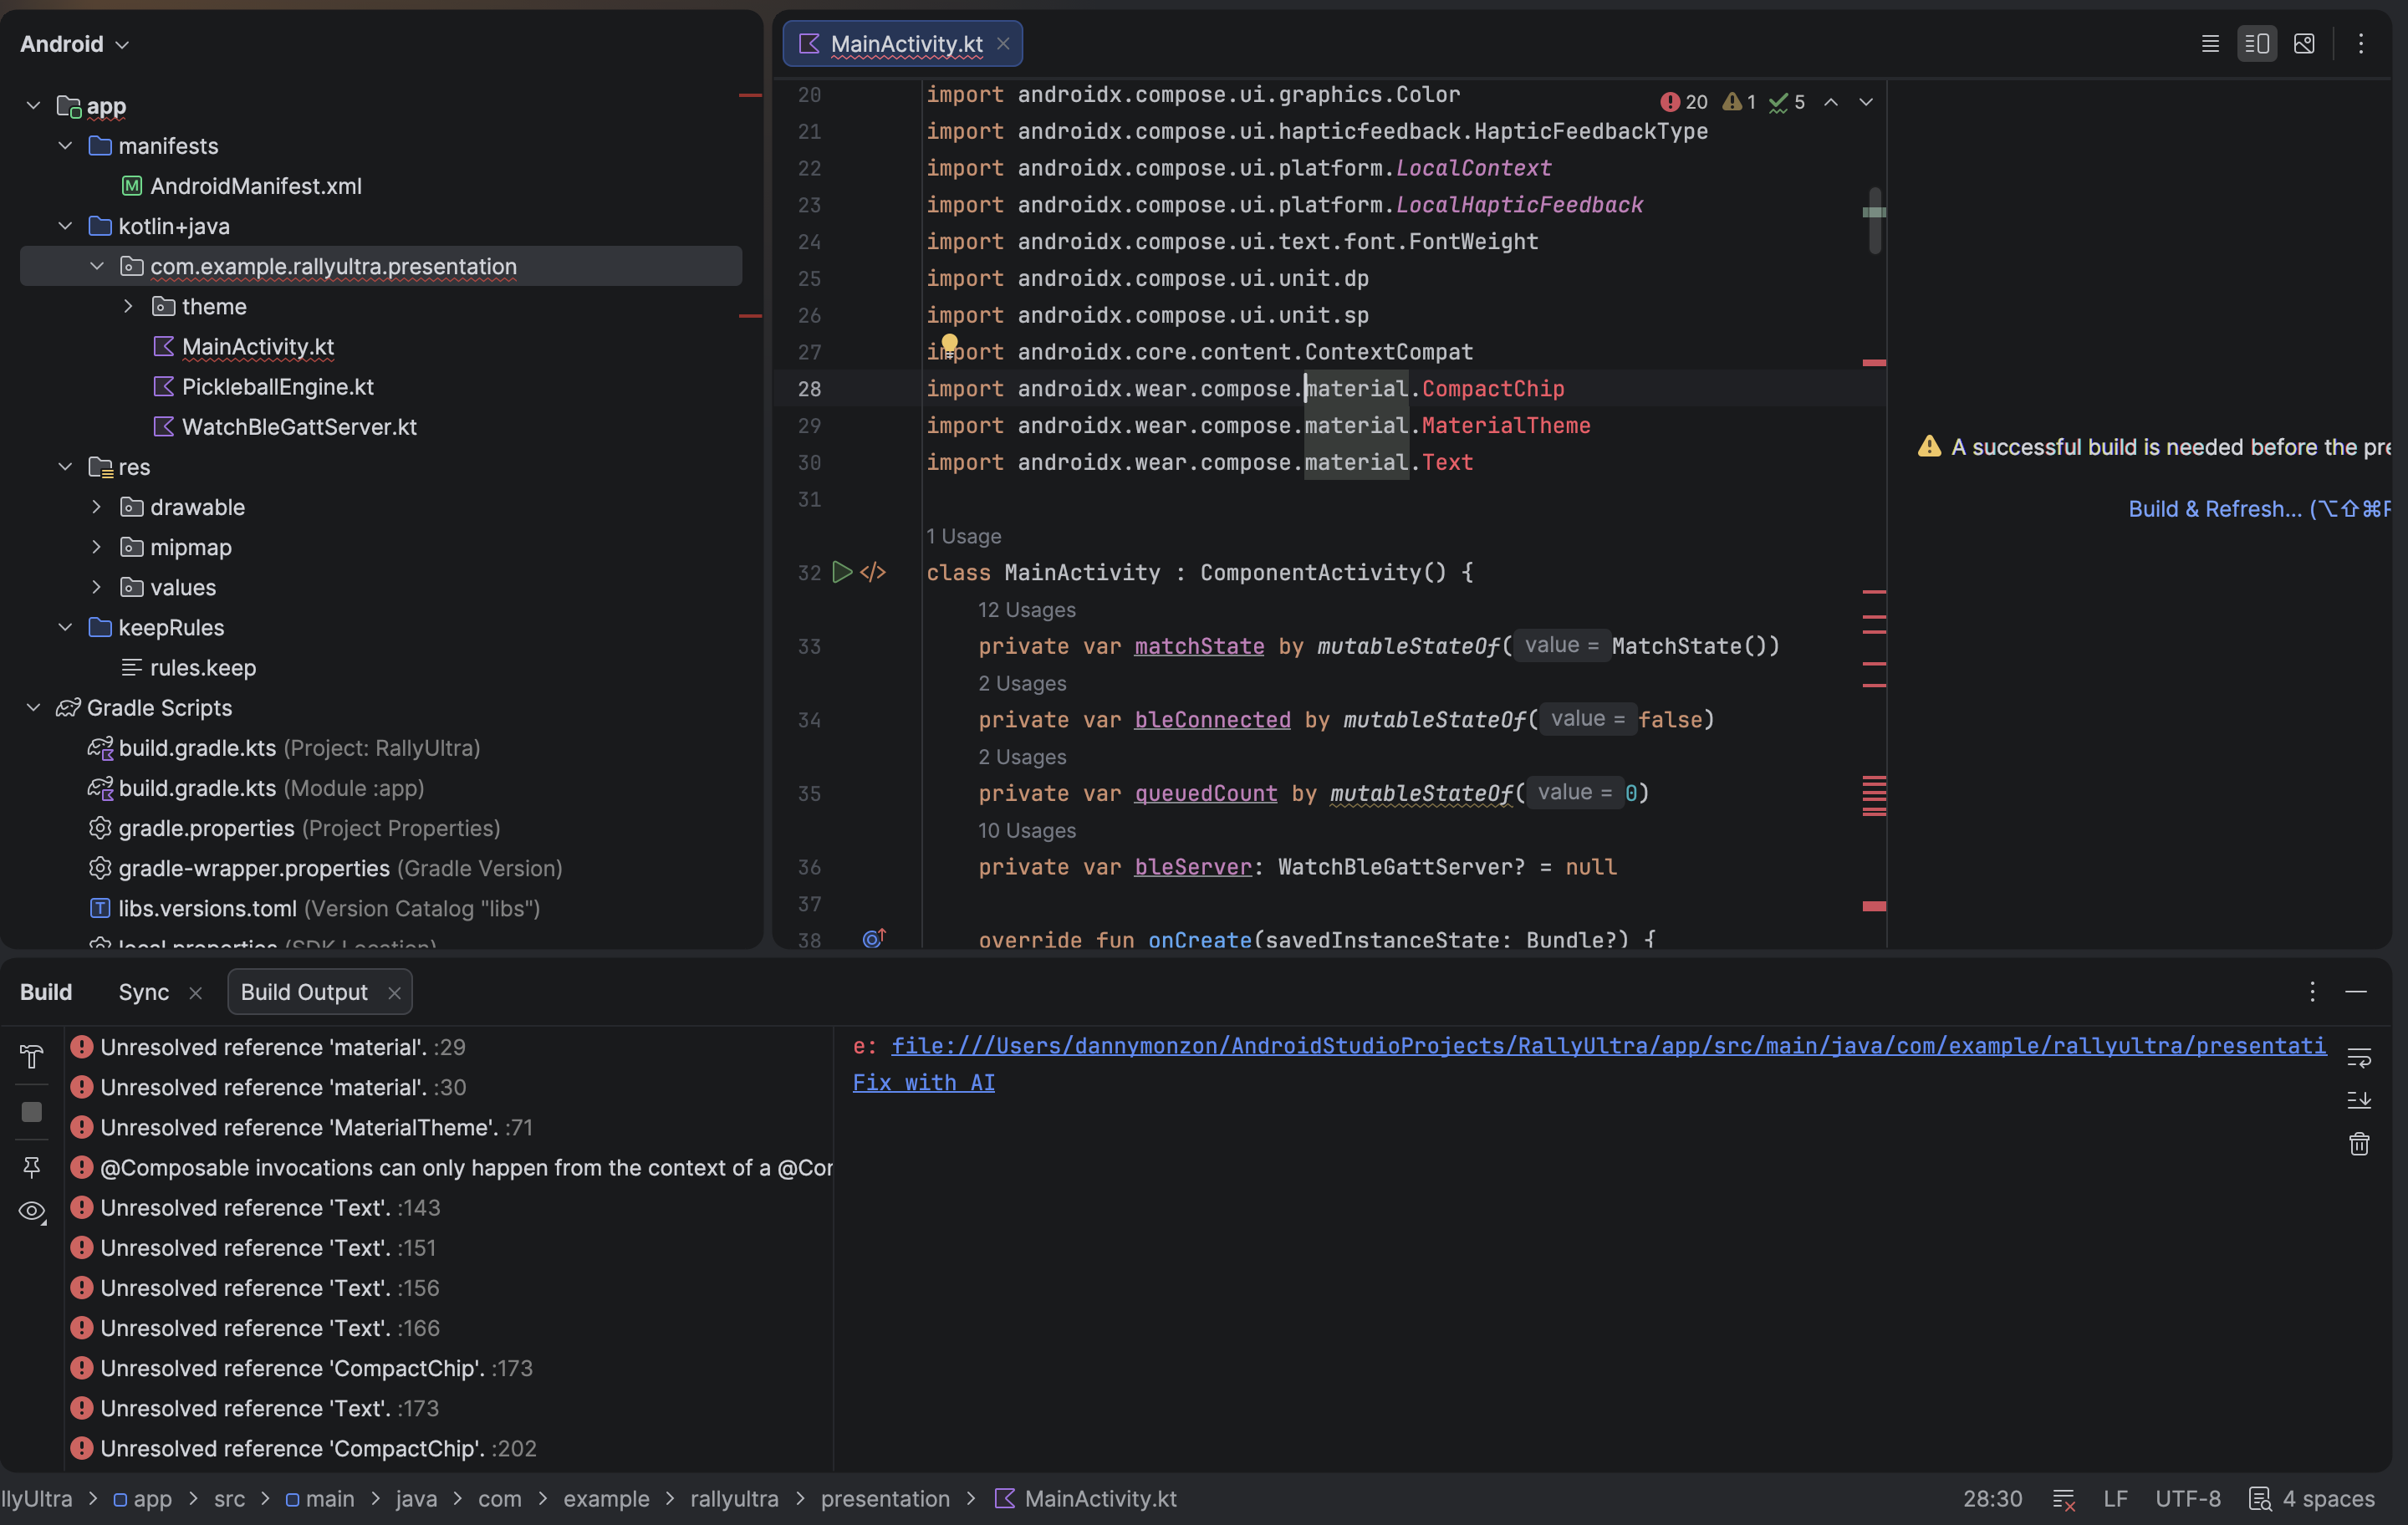 Android
app
manifests
AndroidManifest.xml
kotlin+java
com.example.rallyultra.presentation
theme
MainActivity.kt
PickleballEngine.kt
WatchBleGattServer.kt
res
drawable
mipmap
values
keepRules
rules.keep
Gradle Scripts
build.gradle.kts (Project: RallyUltra)
build.gradle.kts (Module :app)
gradle.properties (Project Properties)
gradle-wrapper.properties (Gradle Version)
libs.versions.toml (Version Catalog "libs")
local.properties (SDK Location)
MainActivity.kt
20 1 5
20 import androidx.compose.ui.graphics.Color
21 import androidx.compose.ui.hapticfeedback.HapticFeedbackType
22 import androidx.compose.ui.platform.LocalContext
23 import androidx.compose.ui.platform.LocalHapticFeedback
24 import androidx.compose.ui.text.font.FontWeight
25 import androidx.compose.ui.unit.dp
26 import androidx.compose.ui.unit.sp
27 import androidx.core.content.ContextCompat
28 import androidx.wear.compose.material.CompactChip
29 import androidx.wear.compose.material.MaterialTheme
30 import androidx.wear.compose.material.Text
31
1 Usage
32 </> class MainActivity : ComponentActivity() {
12 Usages
33 private var matchState by mutableStateOf( value = MatchState())
2 Usages
34 private var bleConnected by mutableStateOf( value = false)
2 Usages
35 private var queuedCount by mutableStateOf( value = 0)
10 Usages
36 private var bleServer: WatchBleGattServer? = null
37
38 override fun onCreate(savedInstanceState: Bundle?) {
A successful build is needed before the pre
Build & Refresh... (⌥⇧⌘R
Build Sync Build Output
Unresolved reference 'material'. :29
Unresolved reference 'material'. :30
Unresolved reference 'MaterialTheme'. :71
@Composable invocations can only happen from the context of a @Cor
Unresolved reference 'Text'. :143
Unresolved reference 'Text'. :151
Unresolved reference 'Text'. :156
Unresolved reference 'Text'. :166
Unresolved reference 'CompactChip'. :173
Unresolved reference 'Text'. :173
Unresolved reference 'CompactChip'. :202
e: file:///Users/dannymonzon/AndroidStudioProjects/RallyUltra/app/src/main/java/com/example/rallyultra/presentati
Fix with AI
llyUltra > app > src > main > java > com > example > rallyultra > presentation > MainActivity.kt
28:30 LF UTF-8 4 spaces